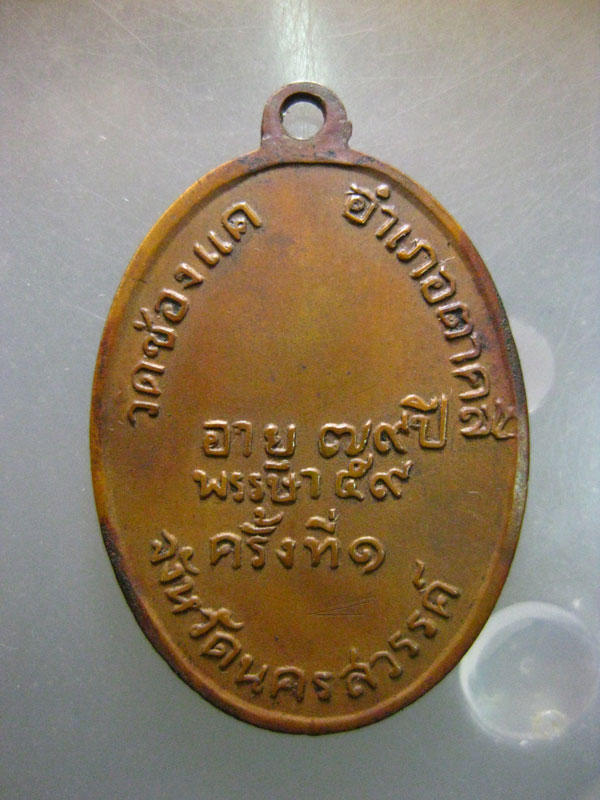 วัดช่องแค
อำเภอตาคลี
อายุ ๗๙ ปี
พรรษา ๕๙
ครั้งที่ ๑
จังหวัดนครสวรรค์